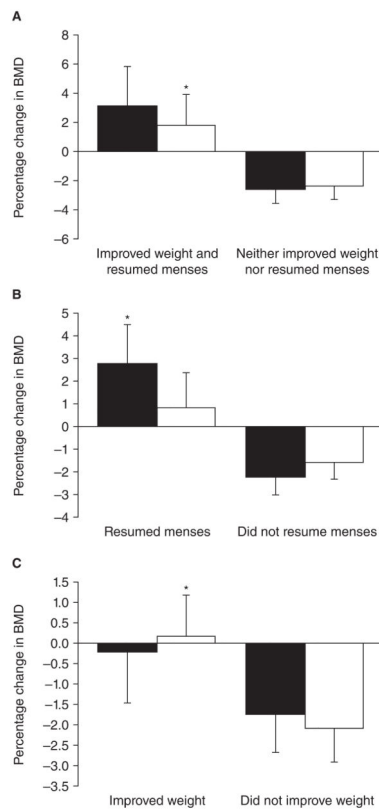 A
Percentage change in BMD
8
6
4
2
0
−2
−4
−6
*
Improved weight and
resumed menses
Neither improved weight
nor resumed menses
B
Percentage change in BMD
5
4
3
2
1
0
−1
−2
−3
−4
*
Resumed menses
Did not resume menses
C
Percentage change in BMD
1.5
1.0
0.5
0.0
−0.5
−1.0
−1.5
−2.0
−2.5
−3.0
−3.5
*
Improved weight
Did not improve weight